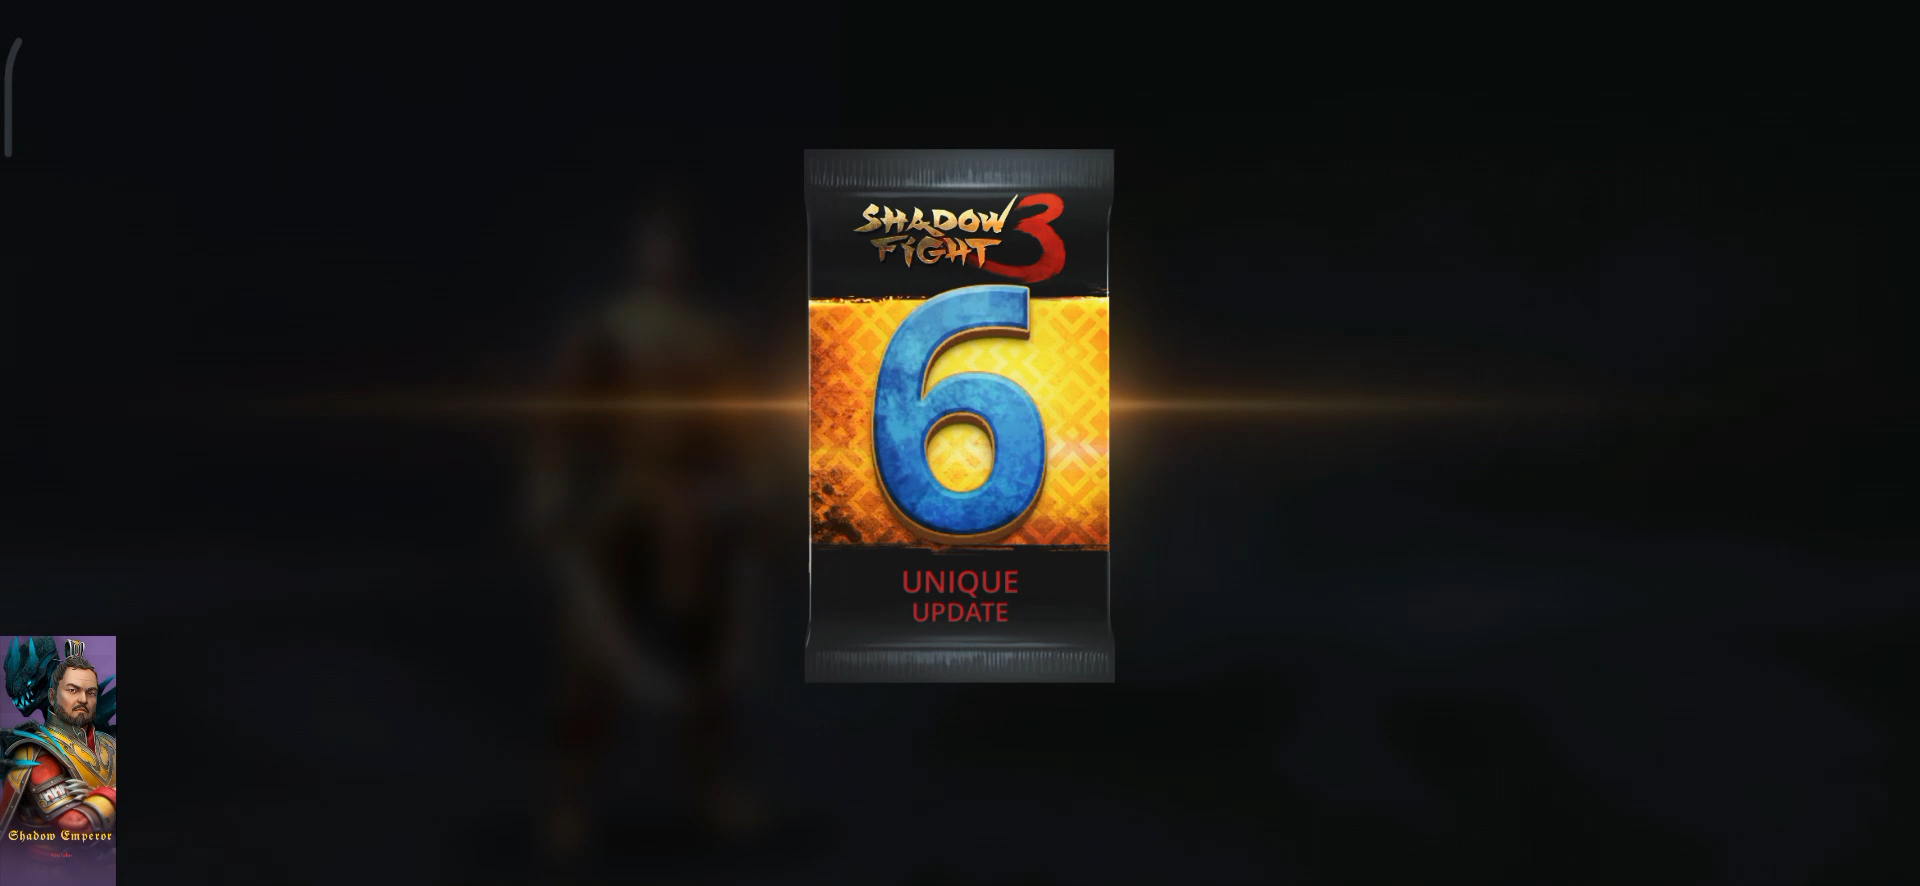 SHADOW 3
FIGHT
6
UNIQUE
UPDATE
Shadow Emperor